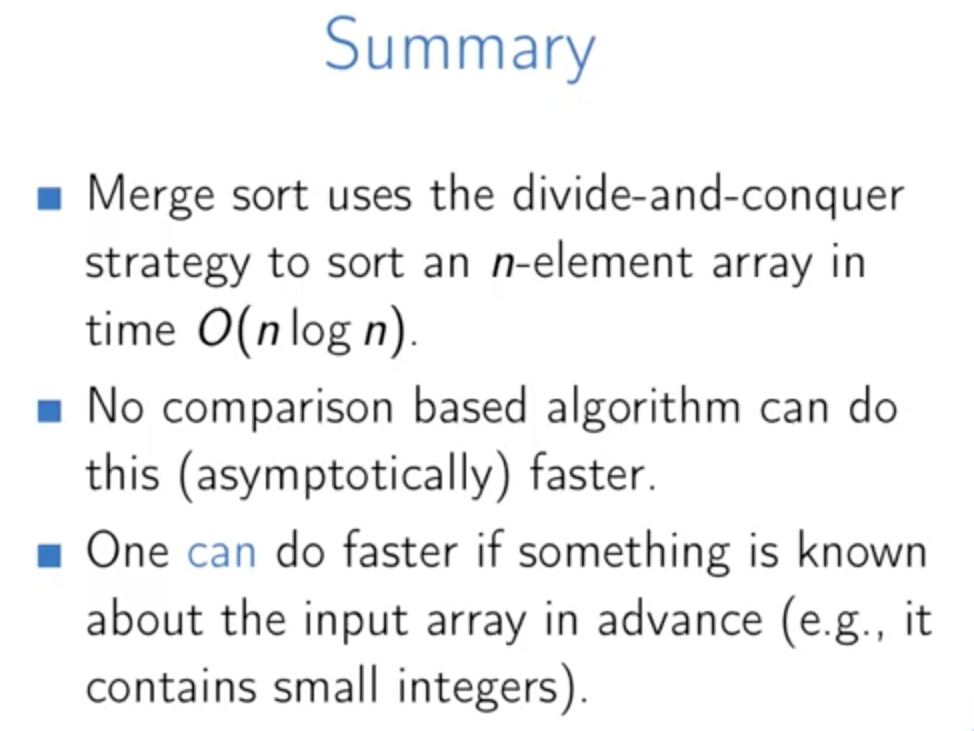 Summary
■ Merge sort uses the divide-and-conquer
strategy to sort an n-element array in
time O(n log n).
■ No comparison based algorithm can do
this (asymptotically) faster.
■ One can do faster if something is known
about the input array in advance (e.g., it
contains small integers).